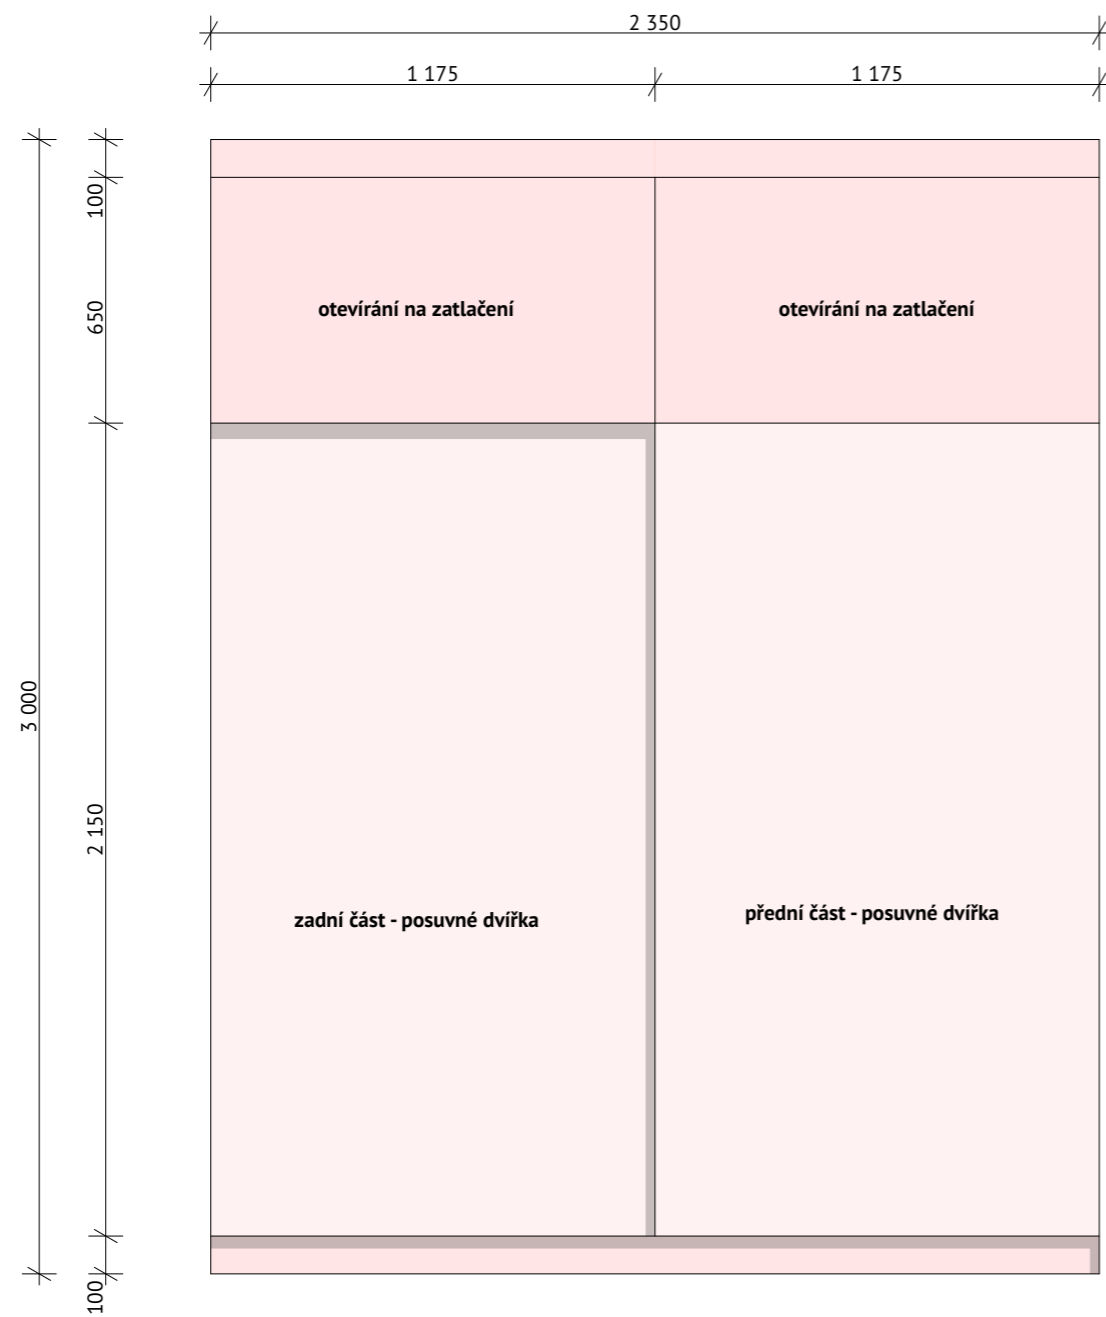 2 350
1 175
1 175
100
650
otevírání na zatlačení
otevírání na zatlačení
3 000
2 150
zadní část - posuvné dvířka
přední část - posuvné dvířka
100